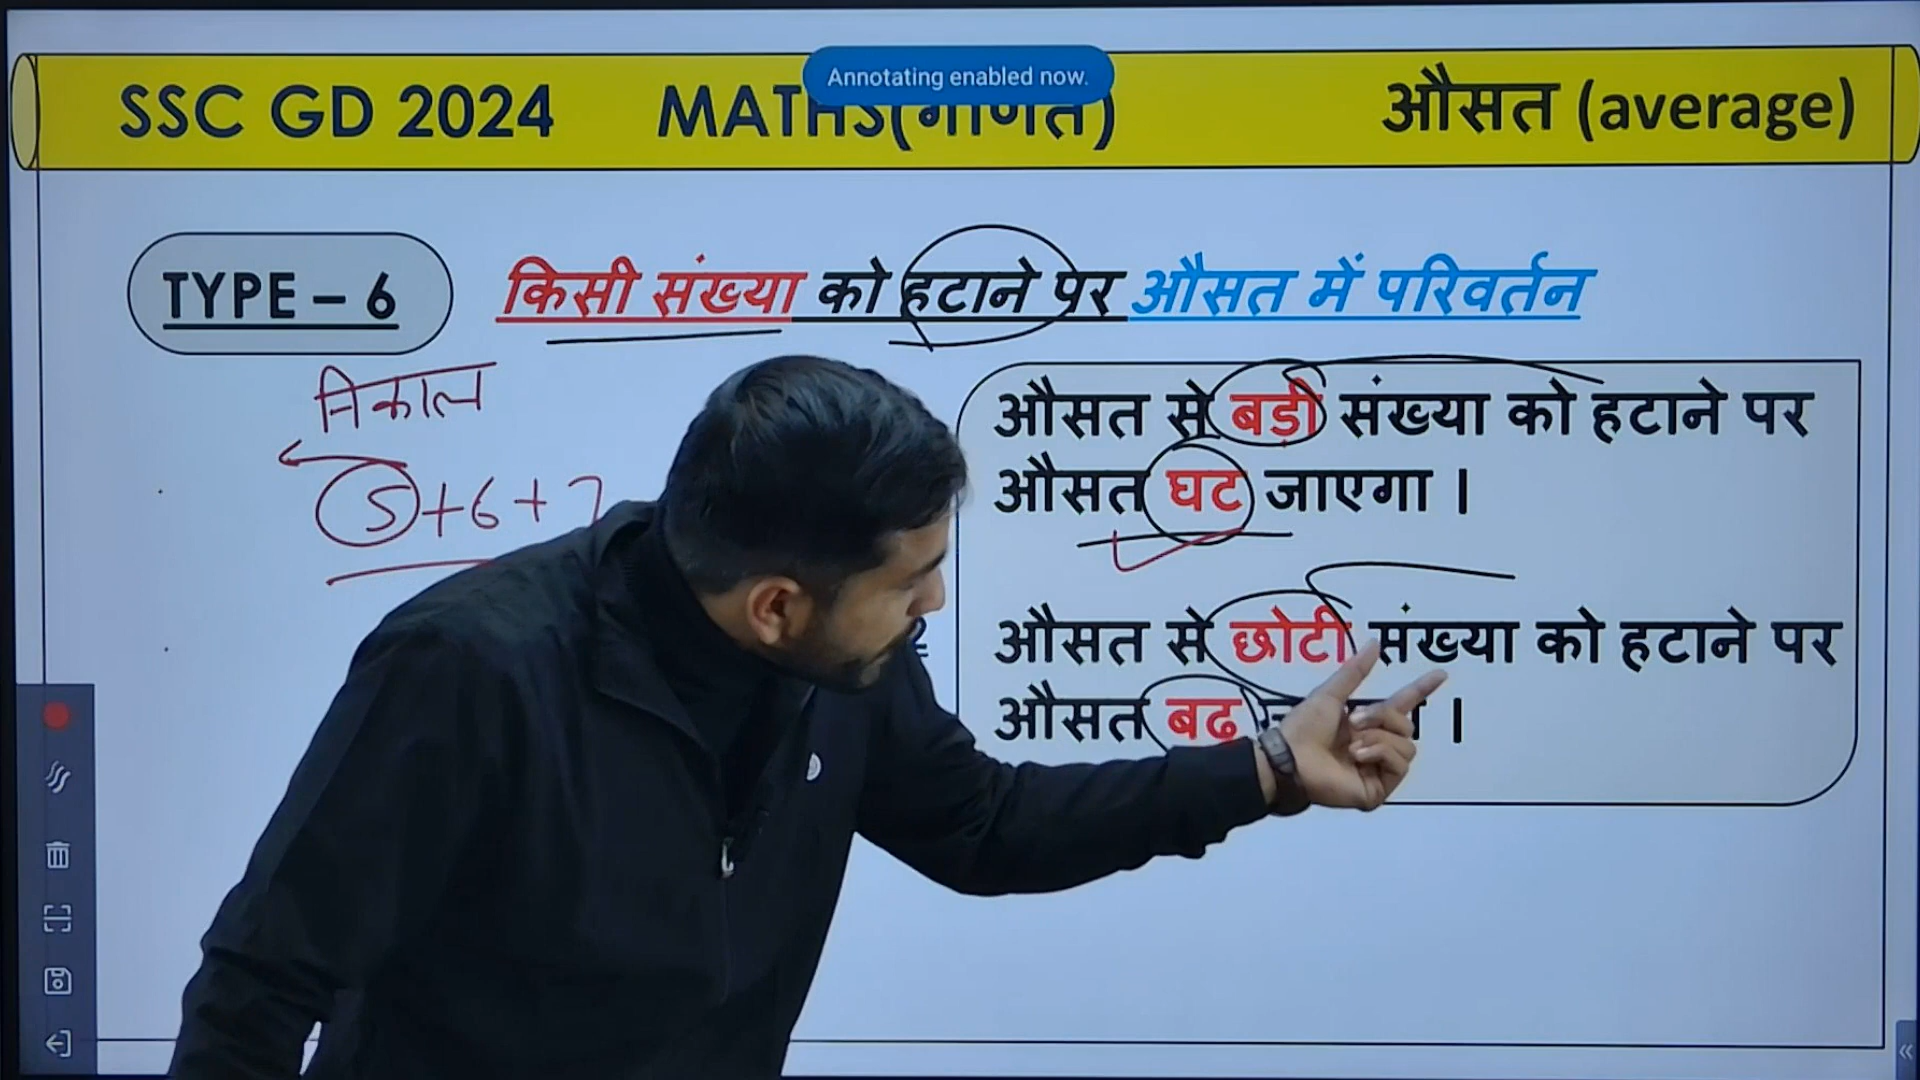 SSC GD 2024 MATHS(गणित) औसत (average)
Annotating enabled now.
TYPE – 6 किसी संख्या को हटाने पर औसत में परिवर्तन
निकाल
5+6+7
औसत से बड़ी संख्या को हटाने पर
औसत घट जाएगा ।
औसत से छोटी संख्या को हटाने पर
औसत बढ़ ।